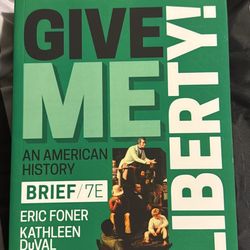 GIVE
ME
LIBERTY!
AN AMERICAN
HISTORY
BRIEF/7E
ERIC FONER
KATHLEEN
DuVAL